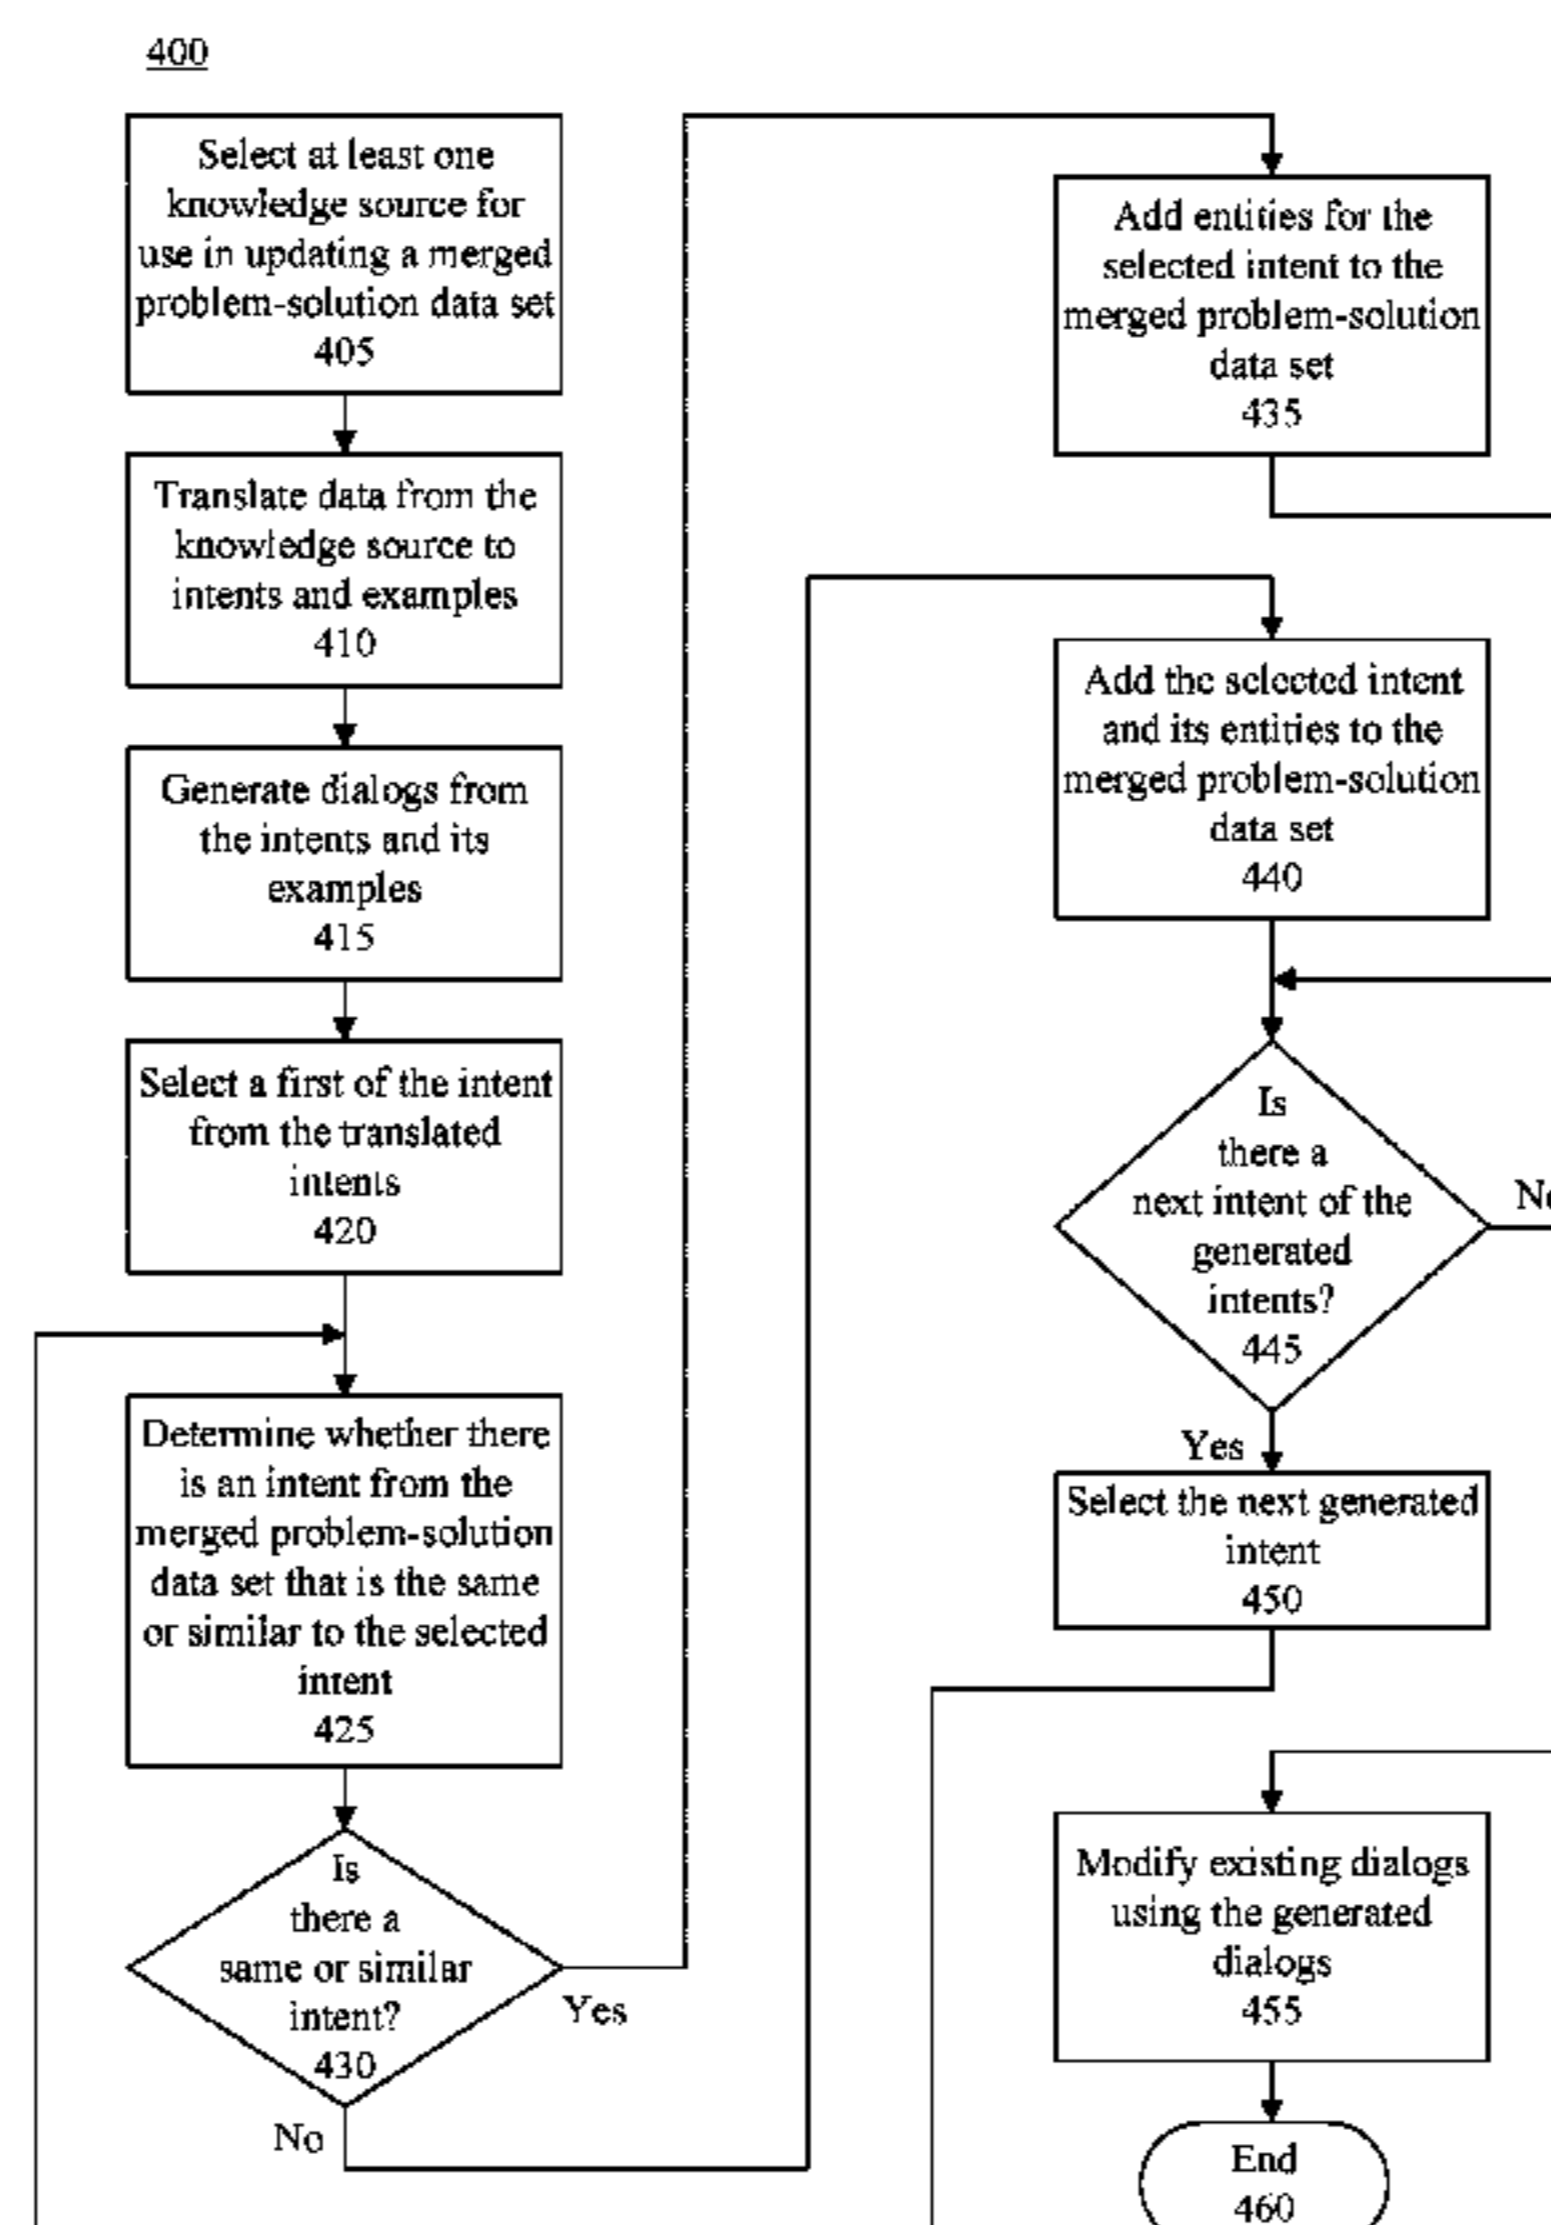 400
Select at least one
knowledge source for
use in updating a merged
problem-solution data set
405
Translate data from the
knowledge source to
intents and examples
410
Generate dialogs from
the intents and its
examples
415
Select a first of the intent
from the translated
intents
420
Determine whether there
is an intent from the
merged problem-solution
data set that is the same
or similar to the selected
intent
425
Is
there a
same or similar
intent?
430
Yes
No
Add entities for the
selected intent to the
merged problem-solution
data set
435
Add the selected intent
and its entities to the
merged problem-solution
data set
440
Is
there a
next intent of the
generated
intents?
445
No
Yes
Select the next generated
intent
450
Modify existing dialogs
using the generated
dialogs
455
End
460